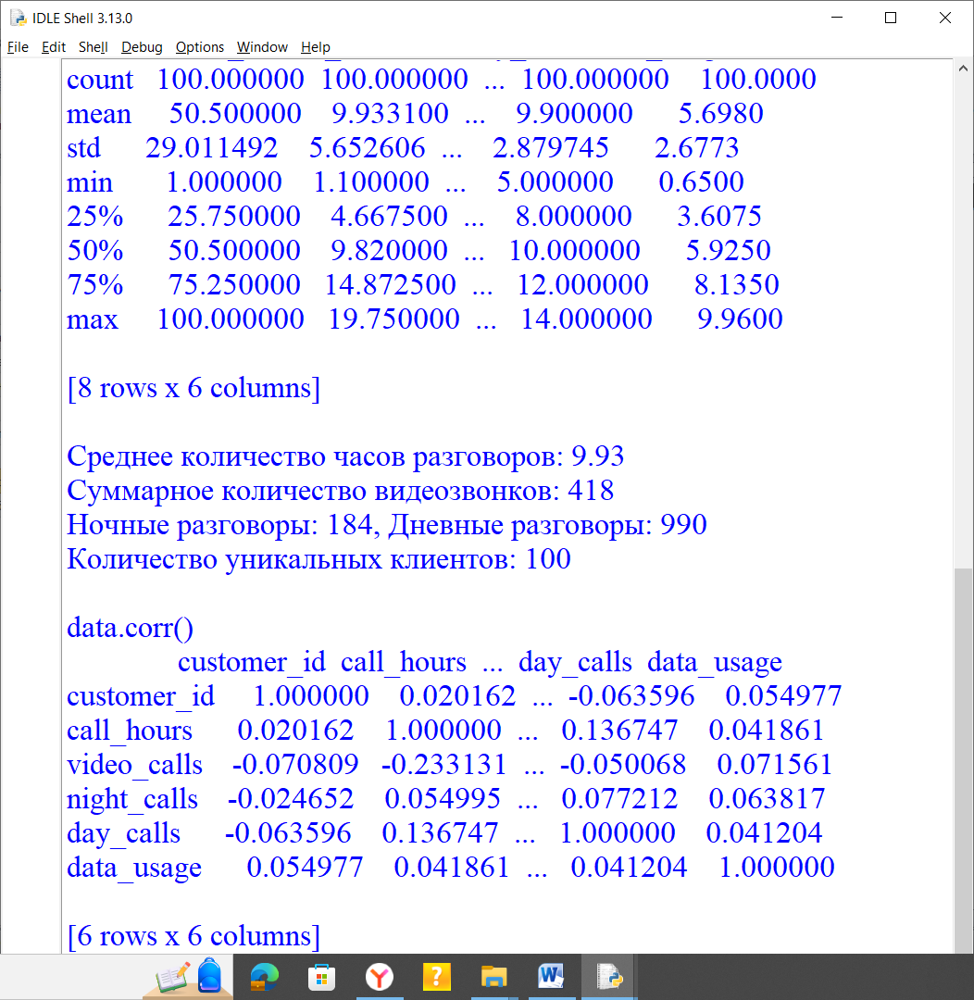 IDLE Shell 3.13.0
File Edit Shell Debug Options Window Help
count 100.000000 100.000000 ... 100.000000 100.0000
mean 50.500000 9.933100 ... 9.900000 5.6980
std 29.011492 5.652606 ... 2.879745 2.6773
min 1.000000 1.100000 ... 5.000000 0.6500
25% 25.750000 4.667500 ... 8.000000 3.6075
50% 50.500000 9.820000 ... 10.000000 5.9250
75% 75.250000 14.872500 ... 12.000000 8.1350
max 100.000000 19.750000 ... 14.000000 9.9600
[8 rows x 6 columns]
Среднее количество часов разговоров: 9.93
Суммарное количество видеозвонков: 418
Ночные разговоры: 184, Дневные разговоры: 990
Количество уникальных клиентов: 100
data.corr()
customer_id call_hours ... day_calls data_usage
customer_id 1.000000 0.020162 ... -0.063596 0.054977
call_hours 0.020162 1.000000 ... 0.136747 0.041861
video_calls -0.070809 -0.233131 ... -0.050068 0.071561
night_calls -0.024652 0.054995 ... 0.077212 0.063817
day_calls -0.063596 0.136747 ... 1.000000 0.041204
data_usage 0.054977 0.041861 ... 0.041204 1.000000
[6 rows x 6 columns]